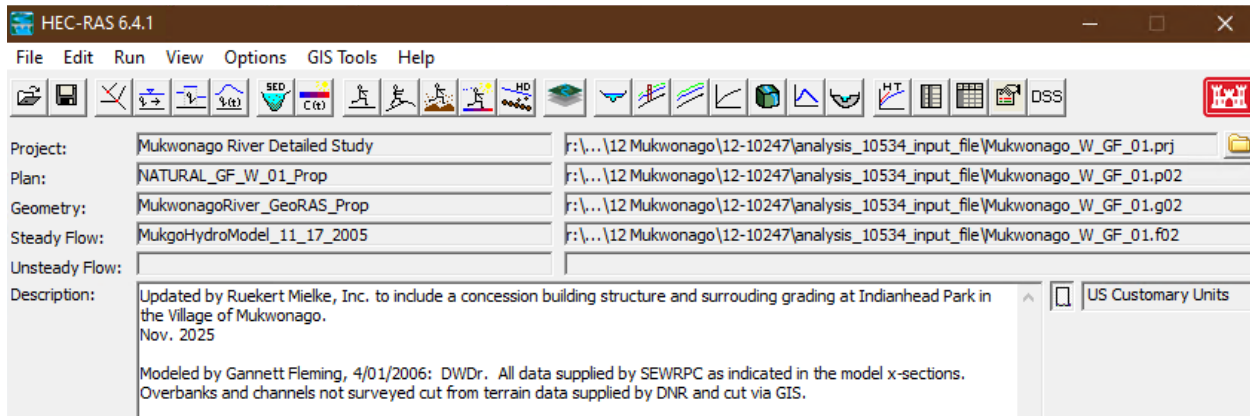 HEC-RAS 6.4.1
File Edit Run View Options GIS Tools Help
SED C(t) HD HT DSS
Project: Mukwonago River Detailed Study r:\...\12 Mukwonago\12-10247\analysis_10534_input_file\Mukwonago_W_GF_01.prj
Plan: NATURAL_GF_W_01_Prop r:\...\12 Mukwonago\12-10247\analysis_10534_input_file\Mukwonago_W_GF_01.p02
Geometry: MukwonagoRiver_GeoRAS_Prop r:\...\12 Mukwonago\12-10247\analysis_10534_input_file\Mukwonago_W_GF_01.g02
Steady Flow: MukgoHydroModel_11_17_2005 r:\...\12 Mukwonago\12-10247\analysis_10534_input_file\Mukwonago_W_GF_01.f02
Unsteady Flow:
Description: Updated by Ruekert Mielke, Inc. to include a concession building structure and surrouding grading at Indianhead Park in US Customary Units
the Village of Mukwonago.
Nov. 2025
Modeled by Gannett Fleming, 4/01/2006: DWDr. All data supplied by SEWRPC as indicated in the model x-sections.
Overbanks and channels not surveyed cut from terrain data supplied by DNR and cut via GIS.